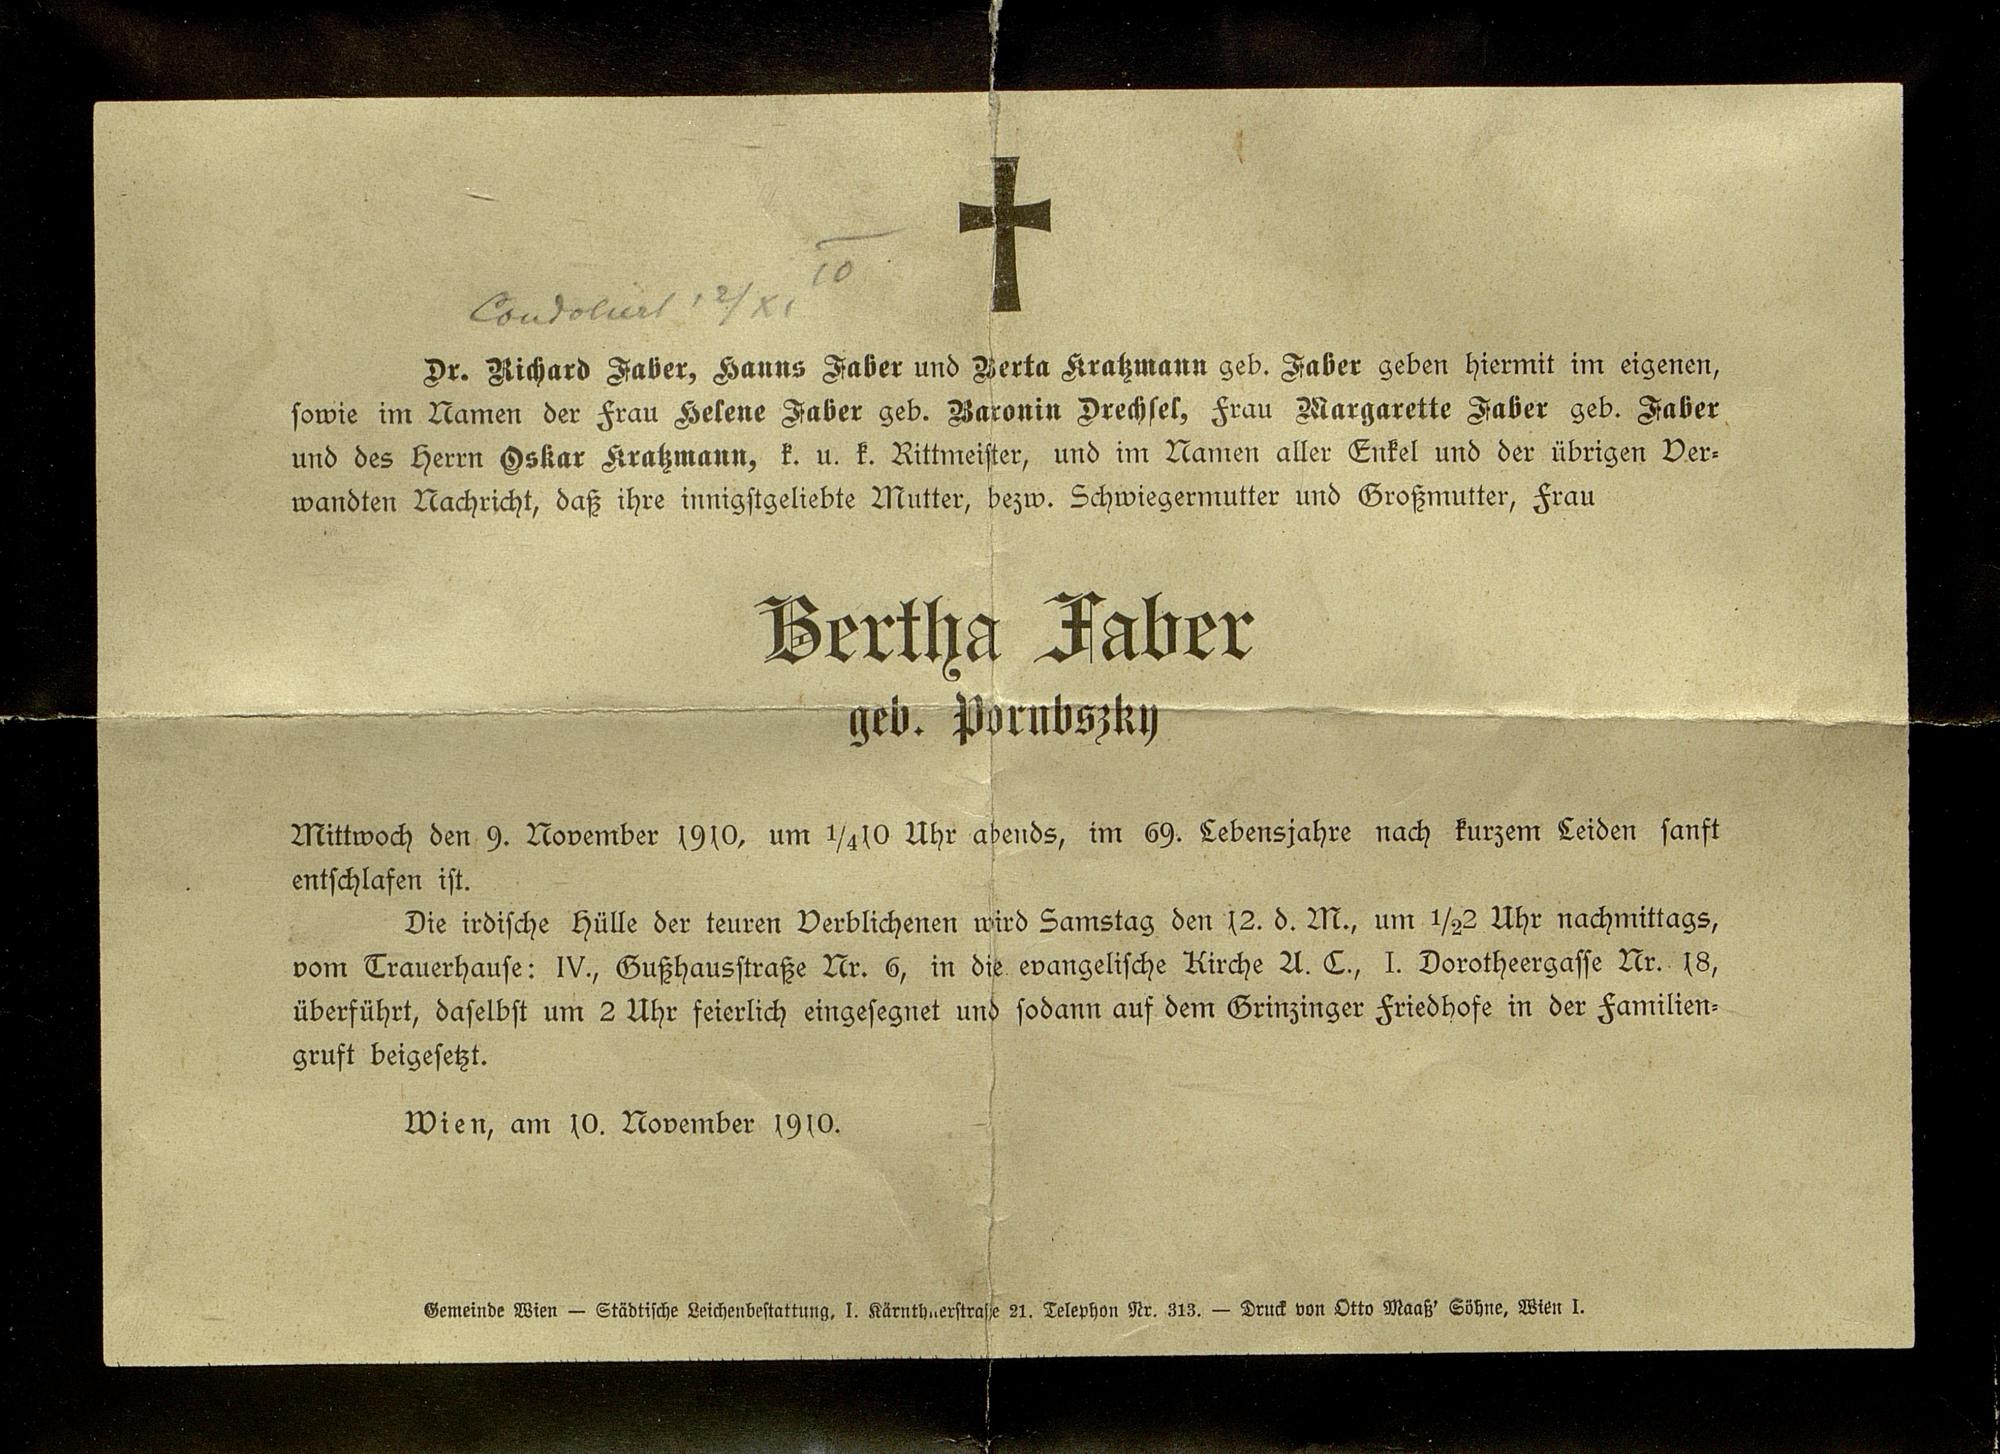 Condoliert 12/XI 10
Dr. Richard Faber, Hanns Faber und Berta Kratzmann geb. Faber geben hiermit im eigenen,
sowie im Namen der Frau Helene Faber geb. Baronin Drechsel, Frau Margarette Faber geb. Faber
und des Herrn Oskar Kratzmann, k. u. k. Rittmeister, und im Namen aller Enkel und der übrigen Ver-
wandten Nachricht, daß ihre innigstgeliebte Mutter, bezw. Schwiegermutter und Großmutter, Frau
Bertha Faber
geb. Porubszky
Mittwoch den 9. November 1910, um 1/4 10 Uhr abends, im 69. Lebensjahre nach kurzem Leiden sanft
entschlafen ist.
Die irdische Hülle der teuren Verblichenen wird Samstag den 12. d. M., um 1/2 2 Uhr nachmittags,
vom Trauerhause: IV., Gußhausstraße Nr. 6, in die evangelische Kirche A. C., I. Dorotheergasse Nr. 18,
überführt, daselbst um 2 Uhr feierlich eingesegnet und sodann auf dem Grinzinger Friedhofe in der Familien-
gruft beigesetzt.
Wien, am 10. November 1910.
Gemeinde Wien — Städtische Leichenbestattung, I. Kärnthnerstraße 21. Telephon Nr. 313. — Druck von Otto Maaß' Söhne, Wien I.